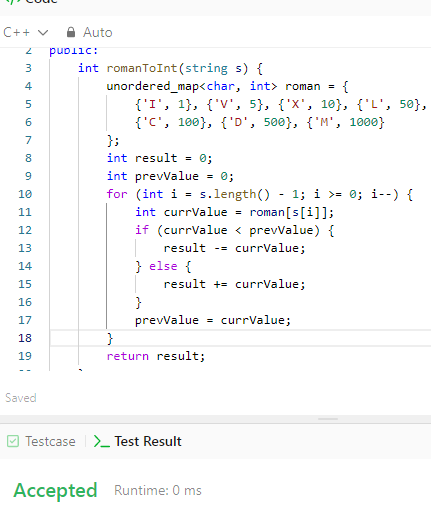 </> Code
C++ Auto
2 public:
3 int romanToInt(string s) {
4 unordered_map<char, int> roman = {
5 {'I', 1}, {'V', 5}, {'X', 10}, {'L', 50},
6 {'C', 100}, {'D', 500}, {'M', 1000}
7 };
8 int result = 0;
9 int prevValue = 0;
10 for (int i = s.length() - 1; i >= 0; i--) {
11 int currValue = roman[s[i]];
12 if (currValue < prevValue) {
13 result -= currValue;
14 } else {
15 result += currValue;
16 }
17 prevValue = currValue;
18 }
19 return result;
Saved
Testcase Test Result
Accepted Runtime: 0 ms